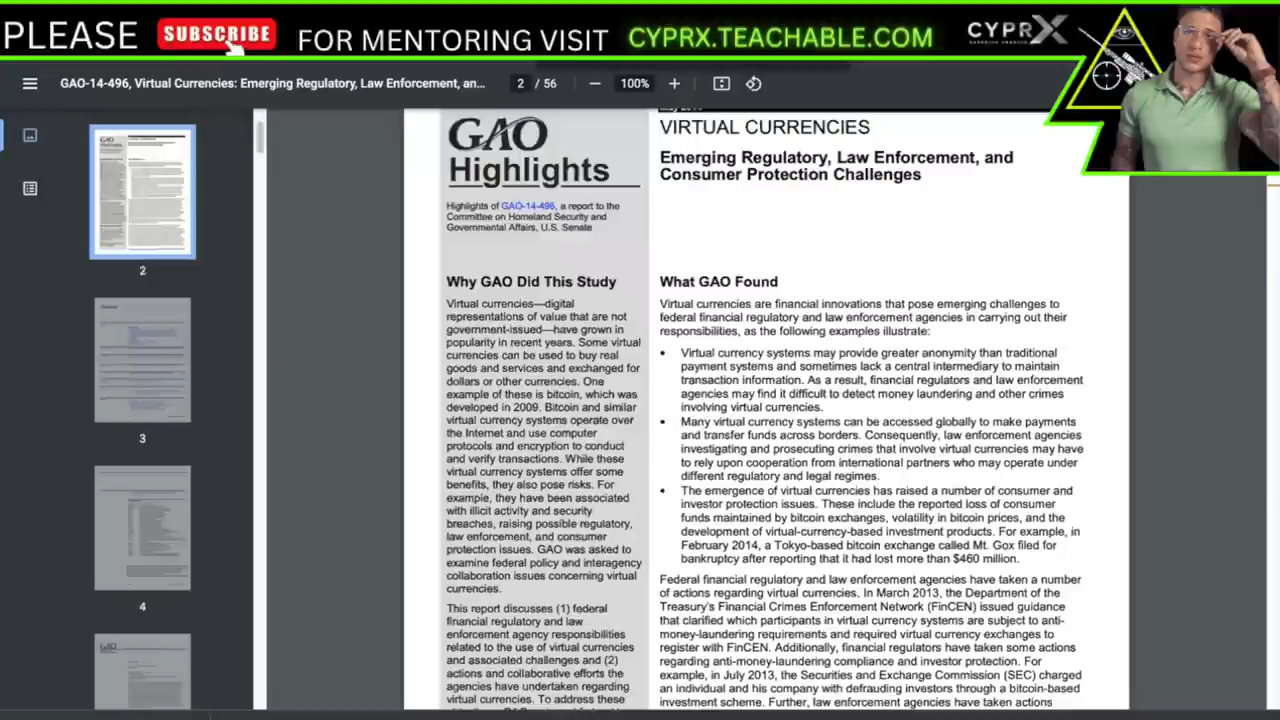 PLEASE SUBSCRIBE FOR MENTORING VISIT CYPRX.TEACHABLE.COM CYPRX
GAO-14-496, Virtual Currencies: Emerging Regulatory, Law Enforcement, an...
2 / 56
100%
2
3
4
GAO
Highlights
Highlights of GAO-14-496, a report to the
Committee on Homeland Security and
Governmental Affairs, U.S. Senate
Why GAO Did This Study
Virtual currencies—digital
representations of value that are not
government-issued—have grown in
popularity in recent years. Some virtual
currencies can be used to buy real
goods and services and exchanged for
dollars or other currencies. One
example of these is bitcoin, which was
developed in 2009. Bitcoin and similar
virtual currency systems operate over
the Internet and use computer
protocols and encryption to conduct
and verify transactions. While these
virtual currency systems offer some
benefits, they also pose risks. For
example, they have been associated
with illicit activity and security
breaches, raising possible regulatory,
law enforcement, and consumer
protection issues. GAO was asked to
examine federal policy and interagency
collaboration issues concerning virtual
currencies.
This report discusses (1) federal
financial regulatory and law
enforcement agency responsibilities
related to the use of virtual currencies
and associated challenges and (2)
actions and collaborative efforts the
agencies have undertaken regarding
virtual currencies. To address these
VIRTUAL CURRENCIES
Emerging Regulatory, Law Enforcement, and
Consumer Protection Challenges
What GAO Found
Virtual currencies are financial innovations that pose emerging challenges to
federal financial regulatory and law enforcement agencies in carrying out their
responsibilities, as the following examples illustrate:
• Virtual currency systems may provide greater anonymity than traditional
payment systems and sometimes lack a central intermediary to maintain
transaction information. As a result, financial regulators and law enforcement
agencies may find it difficult to detect money laundering and other crimes
involving virtual currencies.
• Many virtual currency systems can be accessed globally to make payments
and transfer funds across borders. Consequently, law enforcement agencies
investigating and prosecuting crimes that involve virtual currencies may have
to rely upon cooperation from international partners who may operate under
different regulatory and legal regimes.
• The emergence of virtual currencies has raised a number of consumer and
investor protection issues. These include the reported loss of consumer
funds maintained by bitcoin exchanges, volatility in bitcoin prices, and the
development of virtual-currency-based investment products. For example, in
February 2014, a Tokyo-based bitcoin exchange called Mt. Gox filed for
bankruptcy after reporting that it had lost more than $460 million.
Federal financial regulatory and law enforcement agencies have taken a number
of actions regarding virtual currencies. In March 2013, the Department of the
Treasury's Financial Crimes Enforcement Network (FinCEN) issued guidance
that clarified which participants in virtual currency systems are subject to anti-
money-laundering requirements and required virtual currency exchanges to
register with FinCEN. Additionally, financial regulators have taken some actions
regarding anti-money-laundering compliance and investor protection. For
example, in July 2013, the Securities and Exchange Commission (SEC) charged
an individual and his company with defrauding investors through a bitcoin-based
investment scheme. Further, law enforcement agencies have taken actions